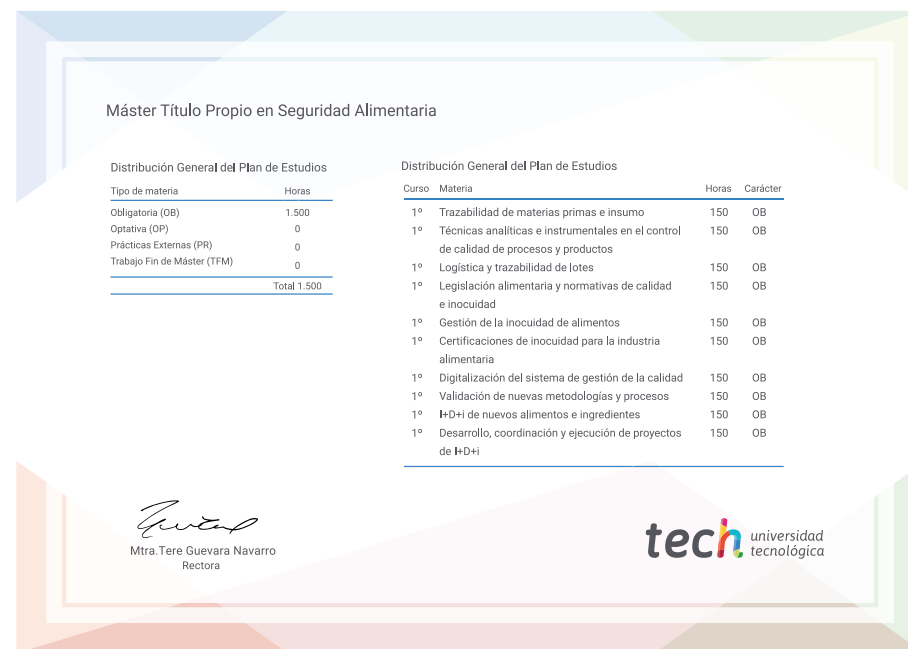 Máster Título Propio en Seguridad Alimentaria
Distribución General del Plan de Estudios
Tipo de materia Horas
Obligatoria (OB) 1.500
Optativa (OP) 0
Prácticas Externas (PR) 0
Trabajo Fin de Máster (TFM) 0
Total 1.500
Distribución General del Plan de Estudios
Curso Materia Horas Carácter
1º Trazabilidad de materias primas e insumo 150 OB
1º Técnicas analíticas e instrumentales en el control 150 OB
de calidad de procesos y productos
1º Logística y trazabilidad de lotes 150 OB
1º Legislación alimentaria y normativas de calidad 150 OB
e inocuidad
1º Gestión de la inocuidad de alimentos 150 OB
1º Certificaciones de inocuidad para la industria 150 OB
alimentaria
1º Digitalización del sistema de gestión de la calidad 150 OB
1º Validación de nuevas metodologías y procesos 150 OB
1º I+D+i de nuevos alimentos e ingredientes 150 OB
1º Desarrollo, coordinación y ejecución de proyectos 150 OB
de I+D+i
Mtra.Tere Guevara Navarro
Rectora
tech universidad
tecnológica